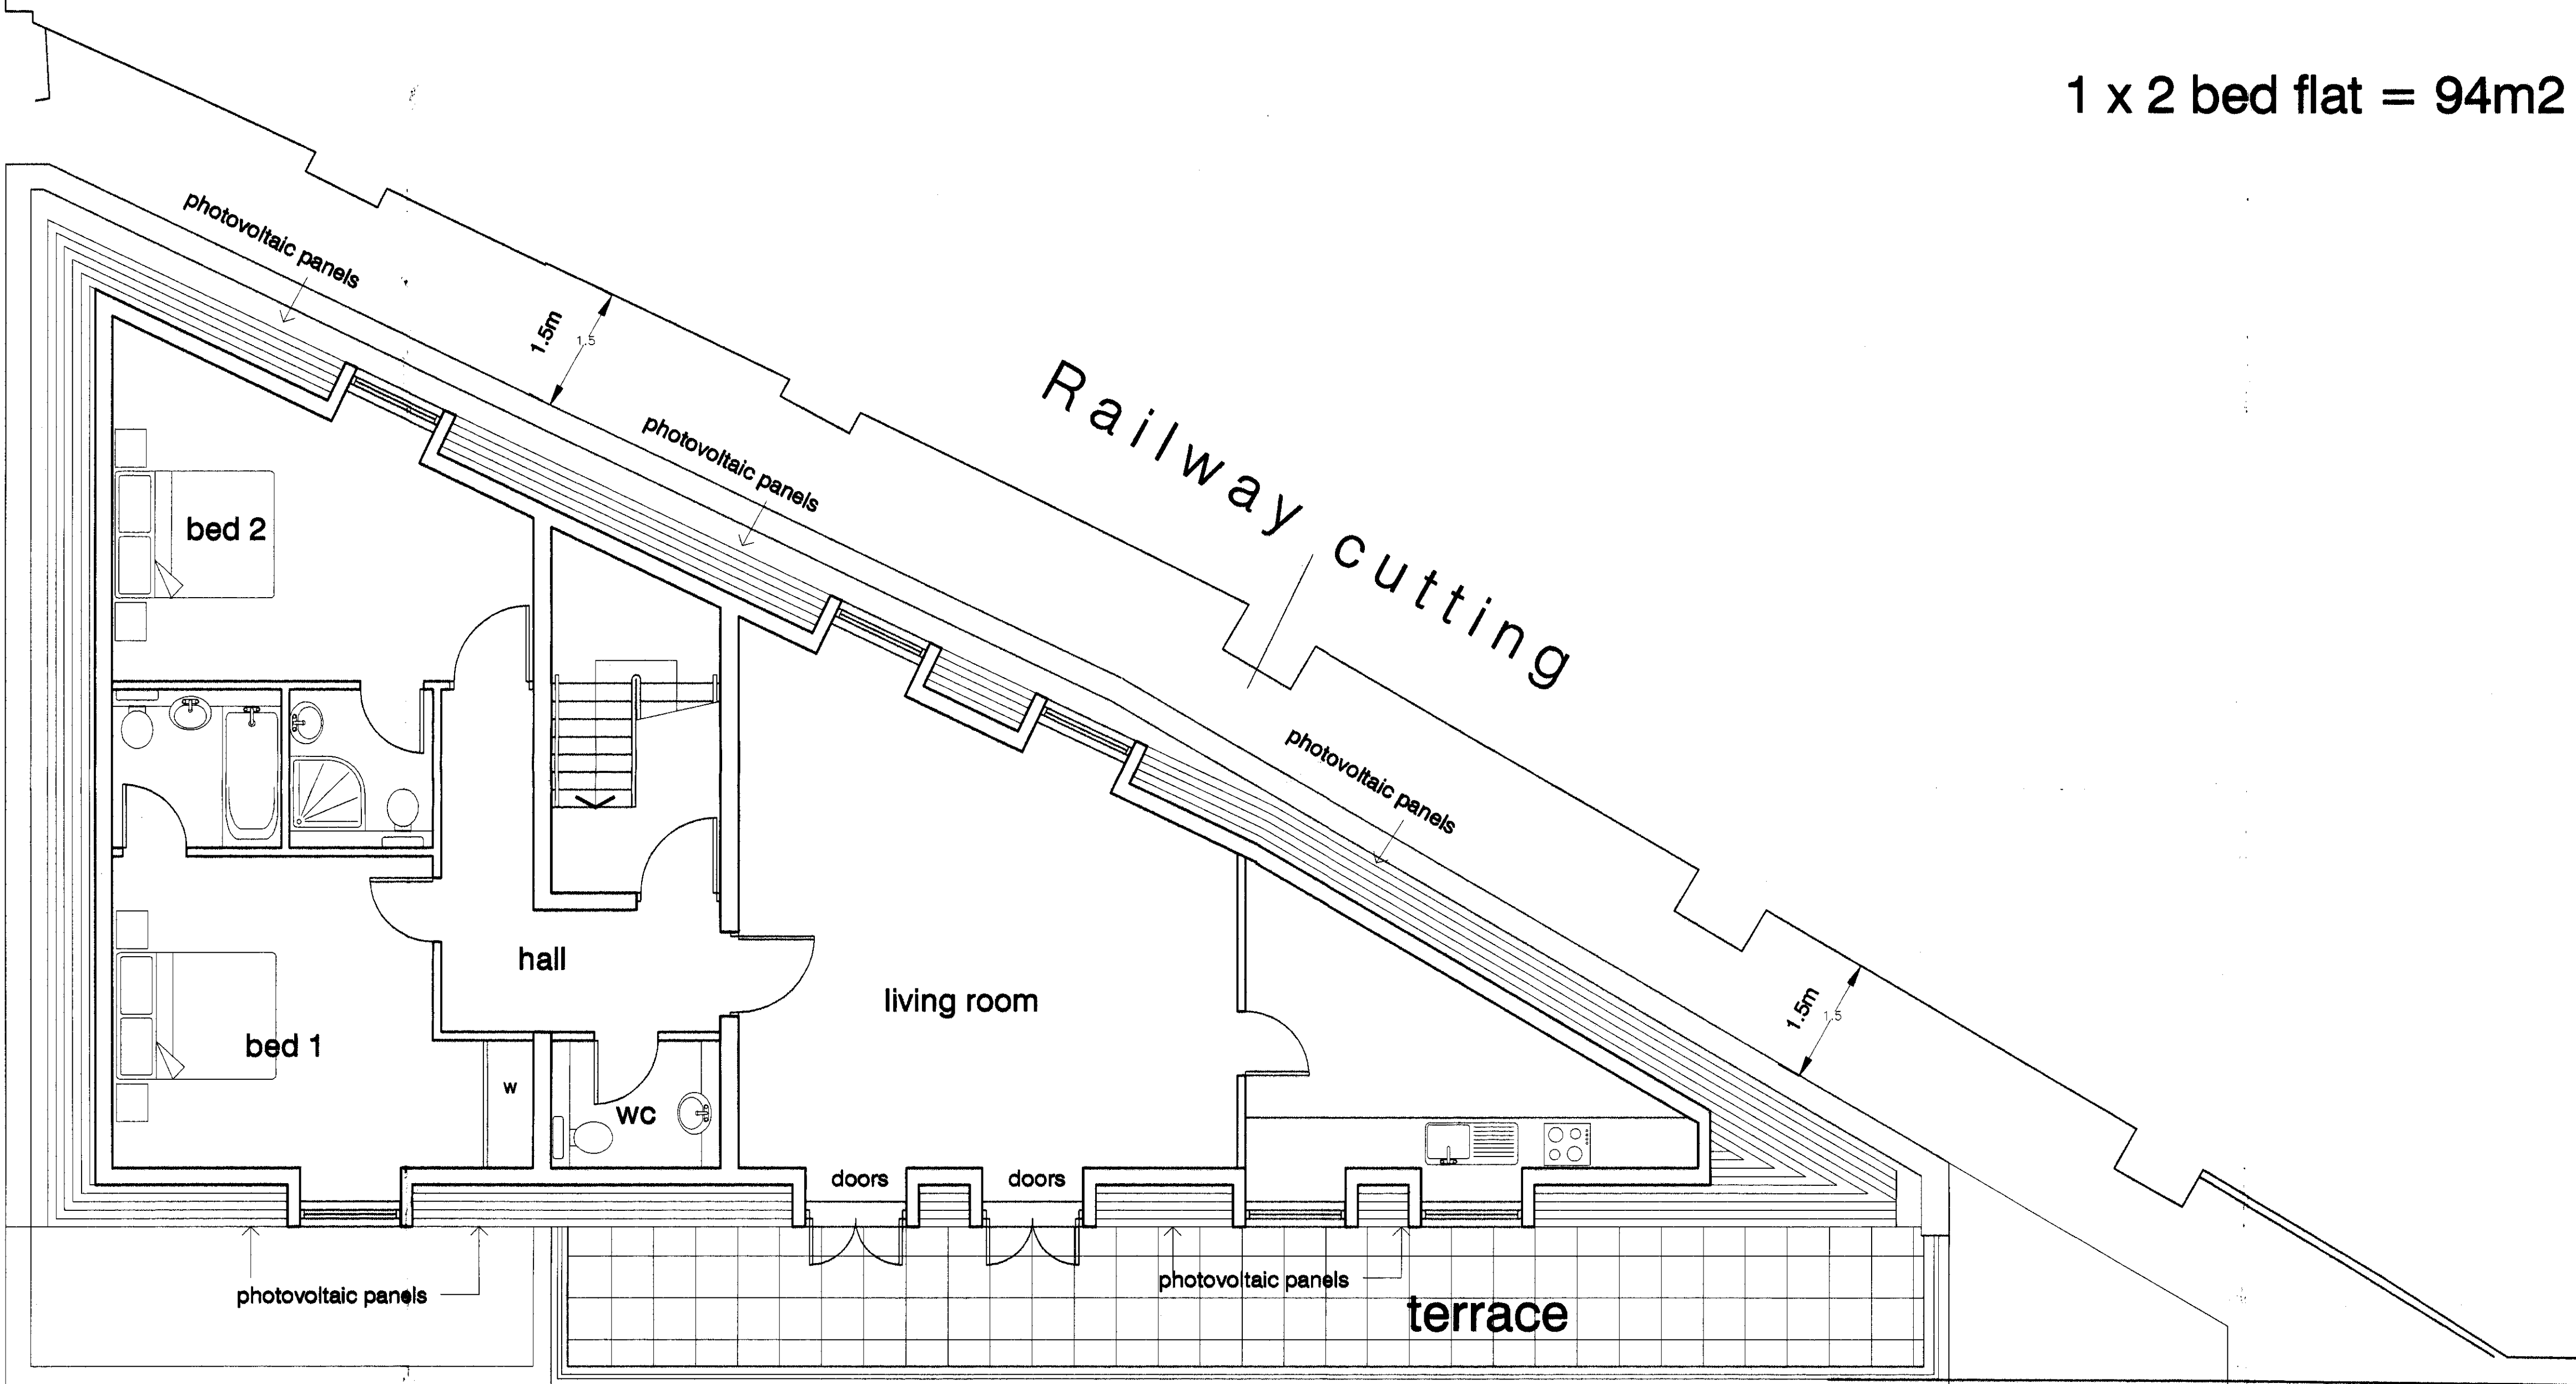 1 x 2 bed flat = 94m2
photovoltaic panels
1.5m
1.5
Railway cutting
photovoltaic panels
bed 2
photovoltaic panels
hall
living room
1.5m
1.5
bed 1
w
wc
doors
doors
photovoltaic panels
photovoltaic panels
terrace